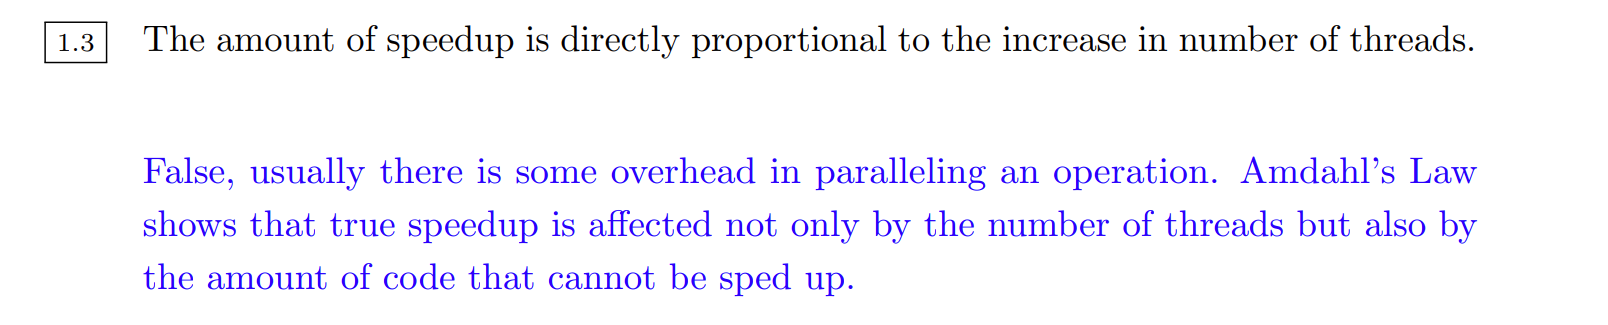 1.3 The amount of speedup is directly proportional to the increase in number of threads.
False, usually there is some overhead in paralleling an operation. Amdahl's Law
shows that true speedup is affected not only by the number of threads but also by
the amount of code that cannot be sped up.